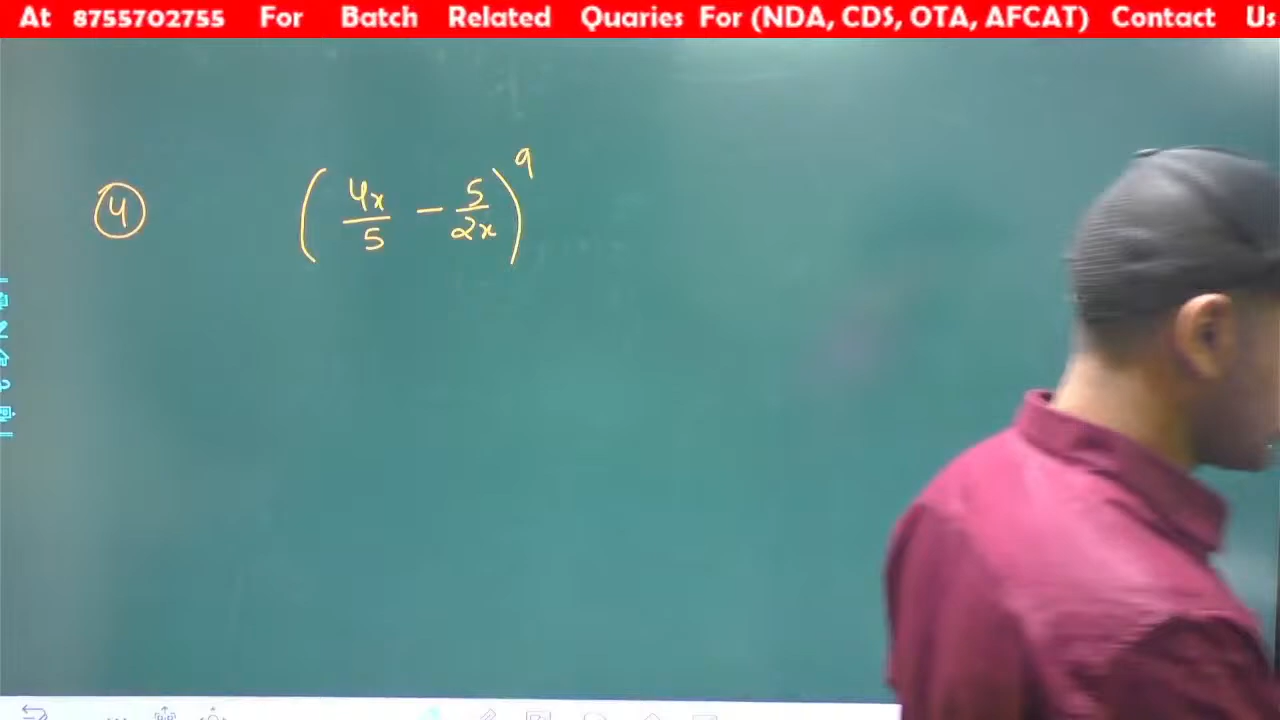 At 8755702755 For Batch Related Quaries For (NDA, CDS, OTA, AFCAT) Contact Us
④ (4x/5 - 5/2x)^9